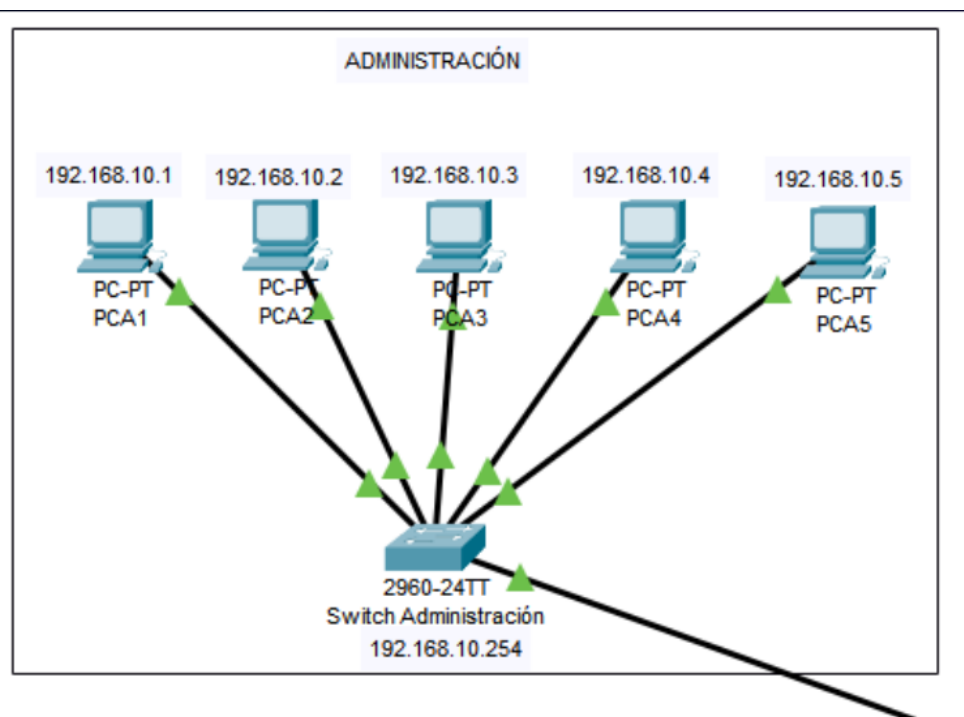 ADMINISTRACIÓN
192.168.10.1
192.168.10.2
192.168.10.3
192.168.10.4
192.168.10.5
PC-PT
PCA1
PC-PT
PCA2
PC-PT
PCA3
PC-PT
PCA4
PC-PT
PCA5
2960-24TT
Switch Administración
192.168.10.254